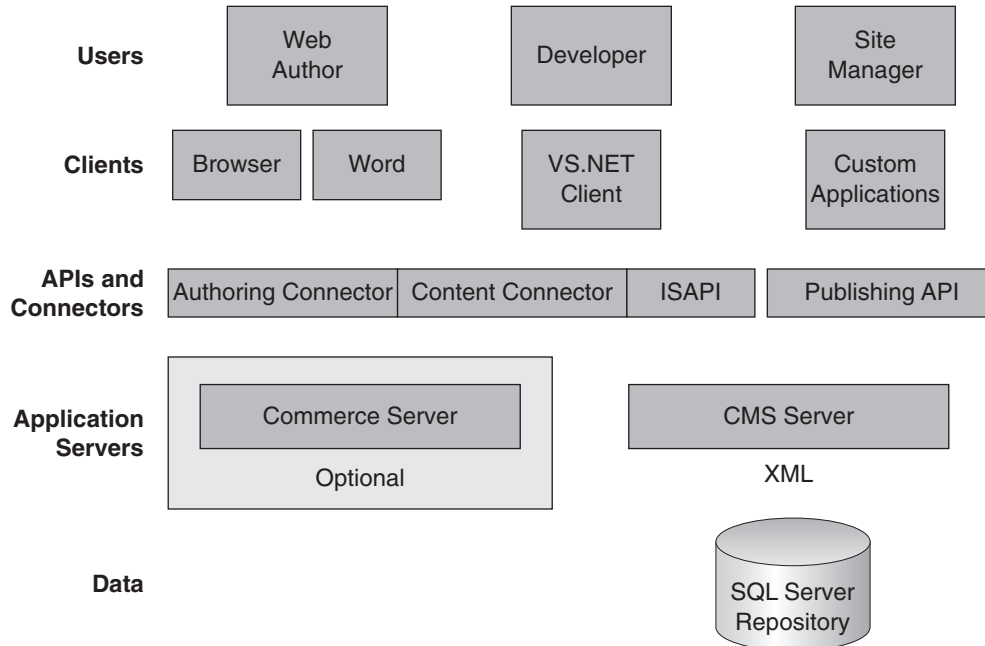 Users
Web
Author
Developer
Site
Manager
Clients
Browser
Word
VS.NET
Client
Custom
Applications
APIs and
Connectors
Authoring Connector
Content Connector
ISAPI
Publishing API
Application
Servers
Commerce Server
Optional
CMS Server
XML
Data
SQL Server
Repository